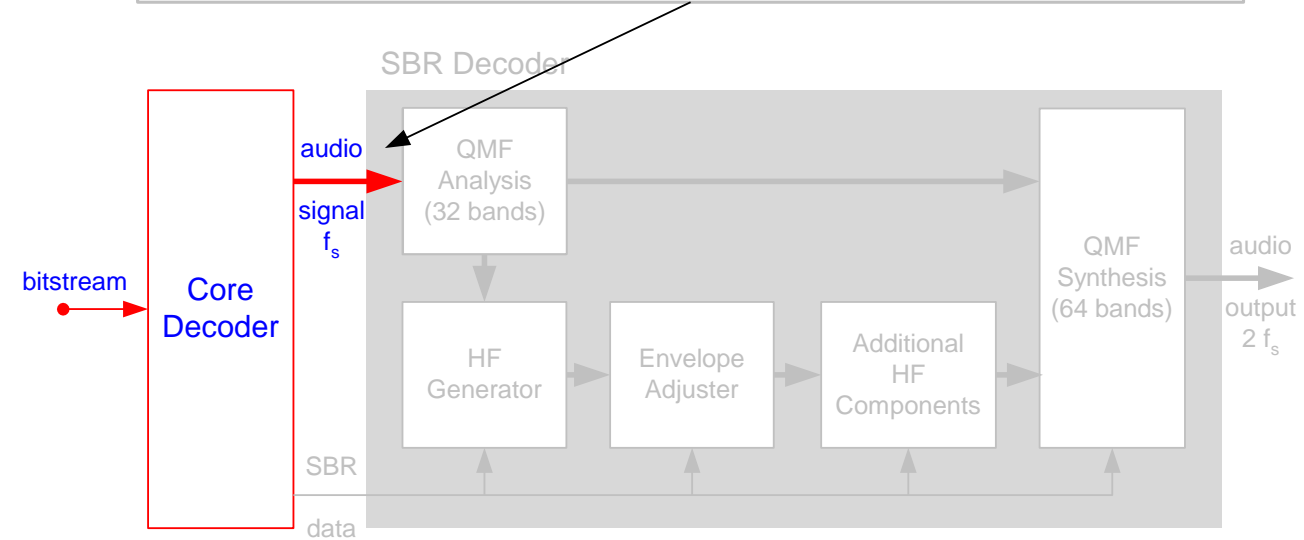 SBR Decoder
audio
signal
fs
bitstream
Core
Decoder
QMF
Analysis
(32 bands)
HF
Generator
Envelope
Adjuster
Additional
HF
Components
QMF
Synthesis
(64 bands)
audio
output
2 fs
SBR
data